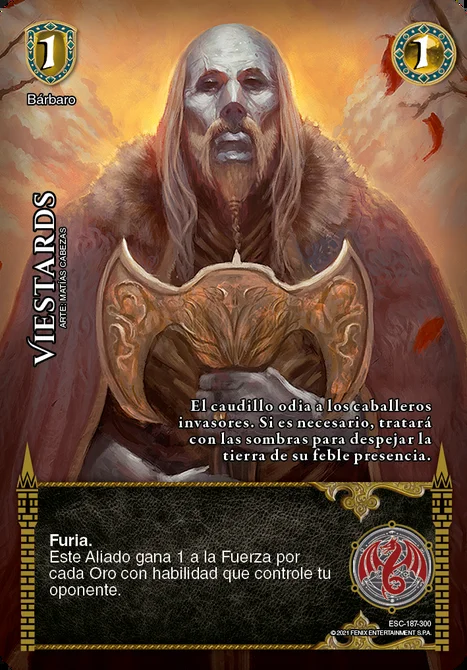 1
1
Bárbaro
VIESTARDS
ARTE: MATÍAS CABEZAS
El caudillo odia a los caballeros
invasores. Si es necesario, tratará
con las sombras para despejar la
tierra de su feble presencia.
Furia.
Este Aliado gana 1 a la Fuerza por
cada Oro con habilidad que controle tu
oponente.
ESC-187-300
©2021 FENIX ENTERTAINMENT S.P.A.